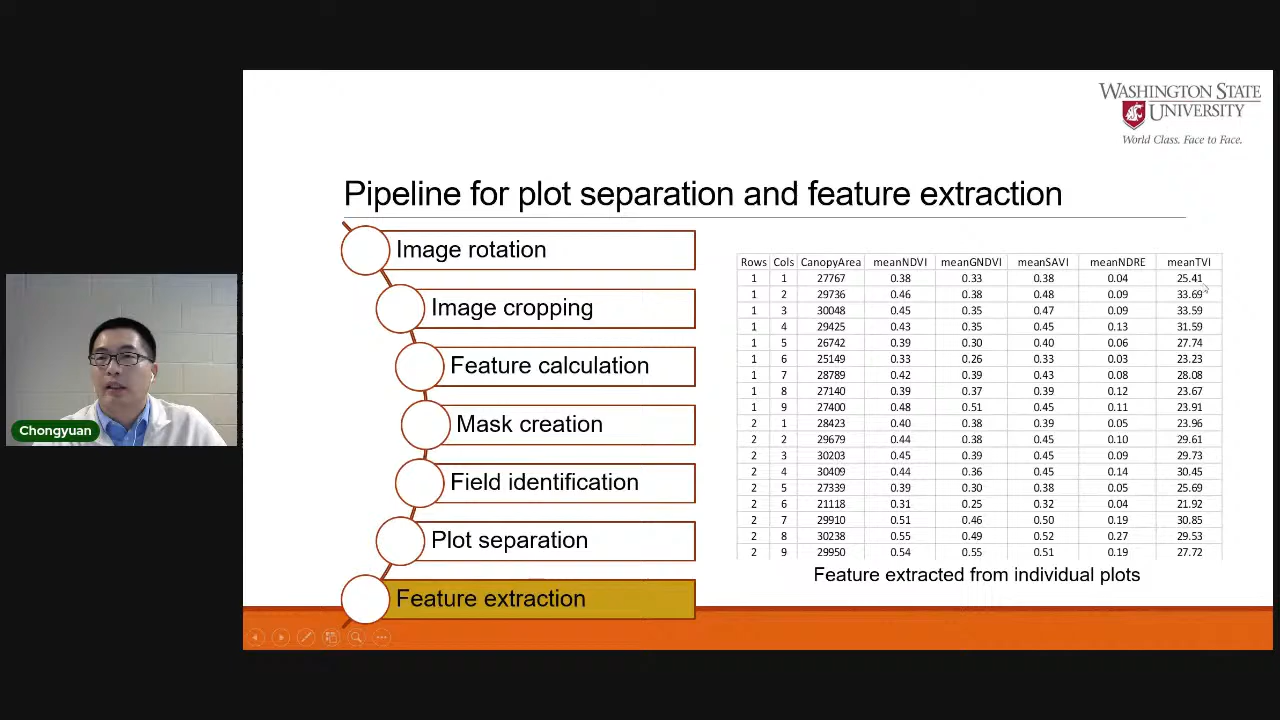 WASHINGTON STATE
UNIVERSITY
World Class. Face to Face.
Pipeline for plot separation and feature extraction
Image rotation
Image cropping
Feature calculation
Mask creation
Field identification
Plot separation
Feature extraction
Rows Cols CanopyArea meanNDVI meanGNDVI meanSAVI meanNDRE meanTVI
1 1 27767 0.38 0.33 0.38 0.04 25.41
1 2 29736 0.46 0.38 0.48 0.09 33.69
1 3 30048 0.45 0.35 0.47 0.09 33.59
1 4 29425 0.43 0.35 0.45 0.13 31.59
1 5 26742 0.39 0.30 0.40 0.06 27.74
1 6 25149 0.33 0.26 0.33 0.03 23.23
1 7 28789 0.42 0.39 0.43 0.08 28.08
1 8 27140 0.39 0.37 0.39 0.12 23.67
1 9 27400 0.48 0.51 0.45 0.11 23.91
2 1 28423 0.40 0.38 0.39 0.05 23.96
2 2 29679 0.44 0.38 0.45 0.10 29.61
2 3 30203 0.45 0.39 0.45 0.09 29.73
2 4 30409 0.44 0.36 0.45 0.14 30.45
2 5 27339 0.39 0.30 0.38 0.05 25.69
2 6 21118 0.31 0.25 0.32 0.04 21.92
2 7 29910 0.51 0.46 0.50 0.19 30.85
2 8 30238 0.55 0.49 0.52 0.27 29.53
2 9 29950 0.54 0.55 0.51 0.19 27.72
Feature extracted from individual plots
Chongyuan